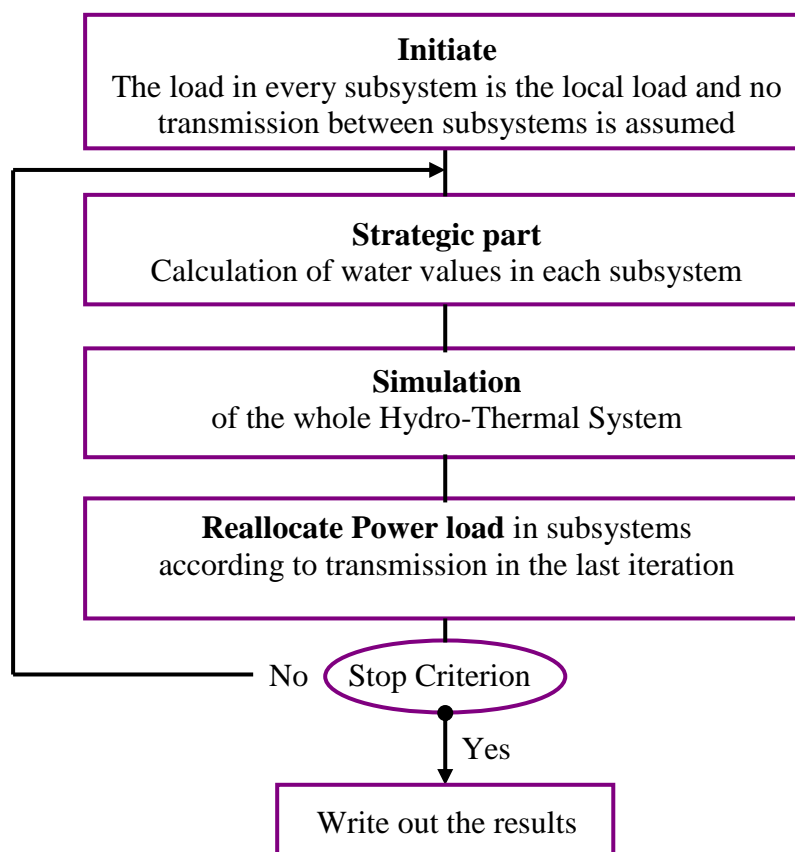 Initiate
The load in every subsystem is the local load and no
transmission between subsystems is assumed
Strategic part
Calculation of water values in each subsystem
Simulation
of the whole Hydro-Thermal System
Reallocate Power load in subsystems
according to transmission in the last iteration
No
Stop Criterion
Yes
Write out the results